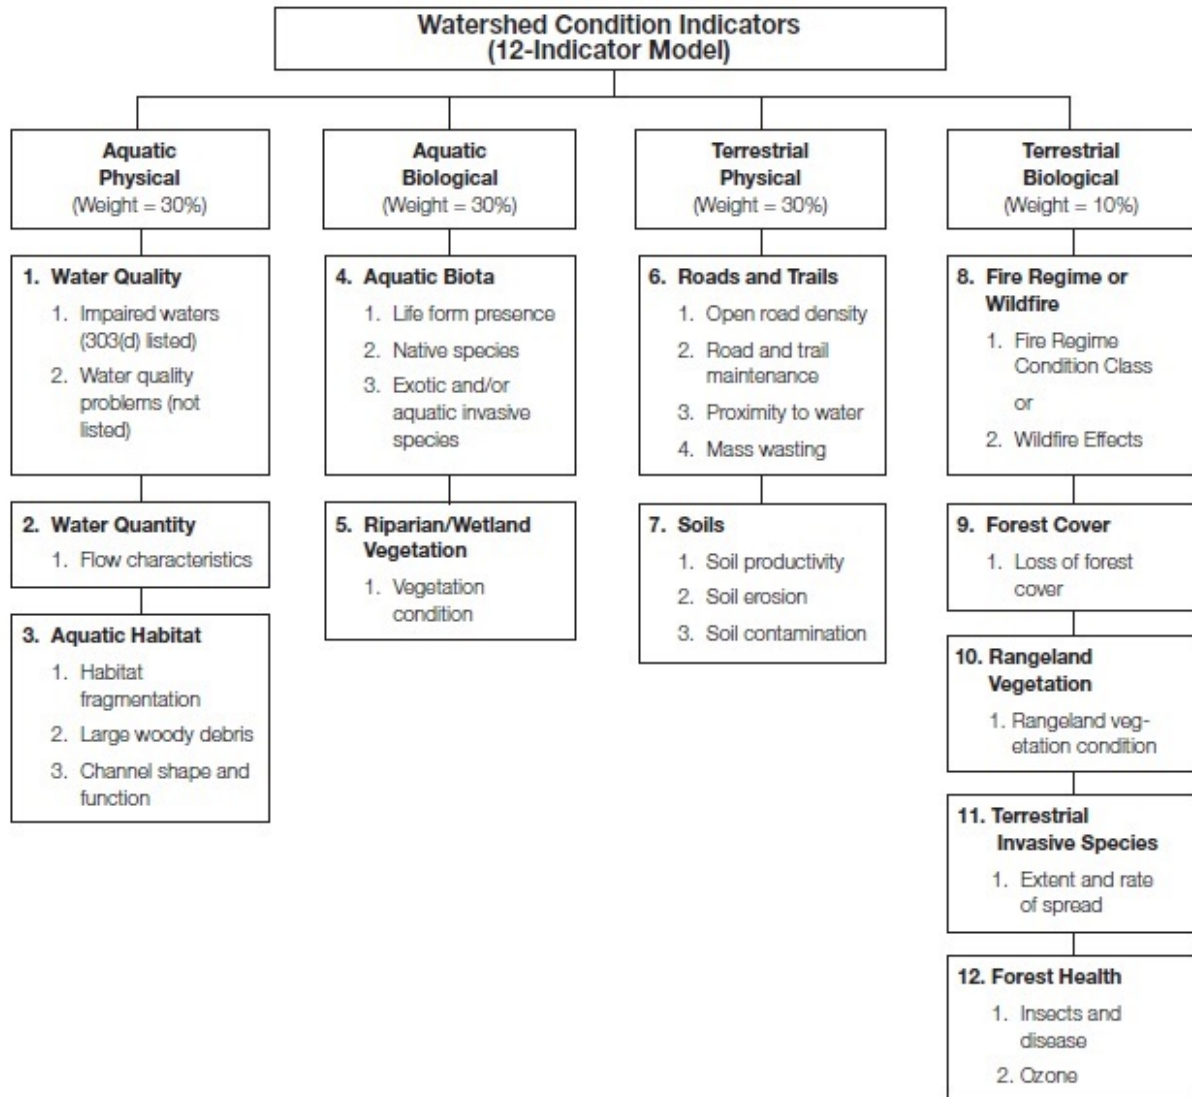 Watershed Condition Indicators
(12-Indicator Model)
Aquatic
Physical
(Weight = 30%)
Aquatic
Biological
(Weight = 30%)
Terrestrial
Physical
(Weight = 30%)
Terrestrial
Biological
(Weight = 10%)
1. Water Quality
1. Impaired waters
(303(d) listed)
2. Water quality
problems (not
listed)
2. Water Quantity
1. Flow characteristics
3. Aquatic Habitat
1. Habitat
fragmentation
2. Large woody debris
3. Channel shape and
function
4. Aquatic Biota
1. Life form presence
2. Native species
3. Exotic and/or
aquatic invasive
species
5. Riparian/Wetland
Vegetation
1. Vegetation
condition
6. Roads and Trails
1. Open road density
2. Road and trail
maintenance
3. Proximity to water
4. Mass wasting
7. Soils
1. Soil productivity
2. Soil erosion
3. Soil contamination
8. Fire Regime or
Wildfire
1. Fire Regime
Condition Class
or
2. Wildfire Effects
9. Forest Cover
1. Loss of forest
cover
10. Rangeland
Vegetation
1. Rangeland veg-
etation condition
11. Terrestrial
Invasive Species
1. Extent and rate
of spread
12. Forest Health
1. Insects and
disease
2. Ozone